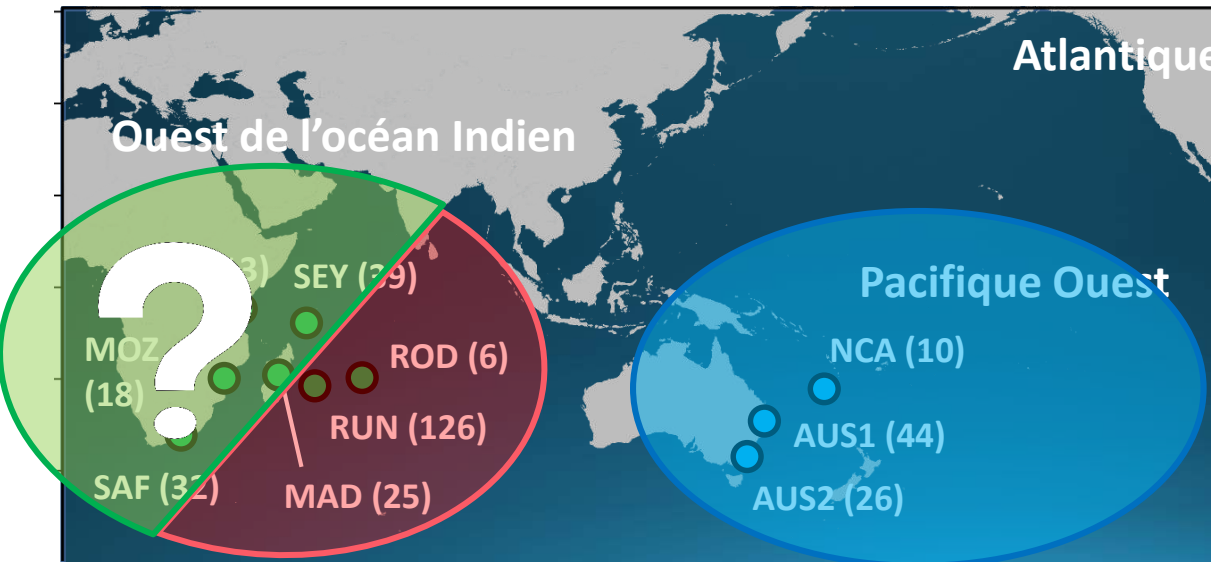 Atlantique
Ouest de l'océan Indien
3)
SEY (39)
Pacifique Ouest
MOZ
(18)
ROD (6)
NCA (10)
RUN (126)
AUS1 (44)
SAF (32)
MAD (25)
AUS2 (26)
?